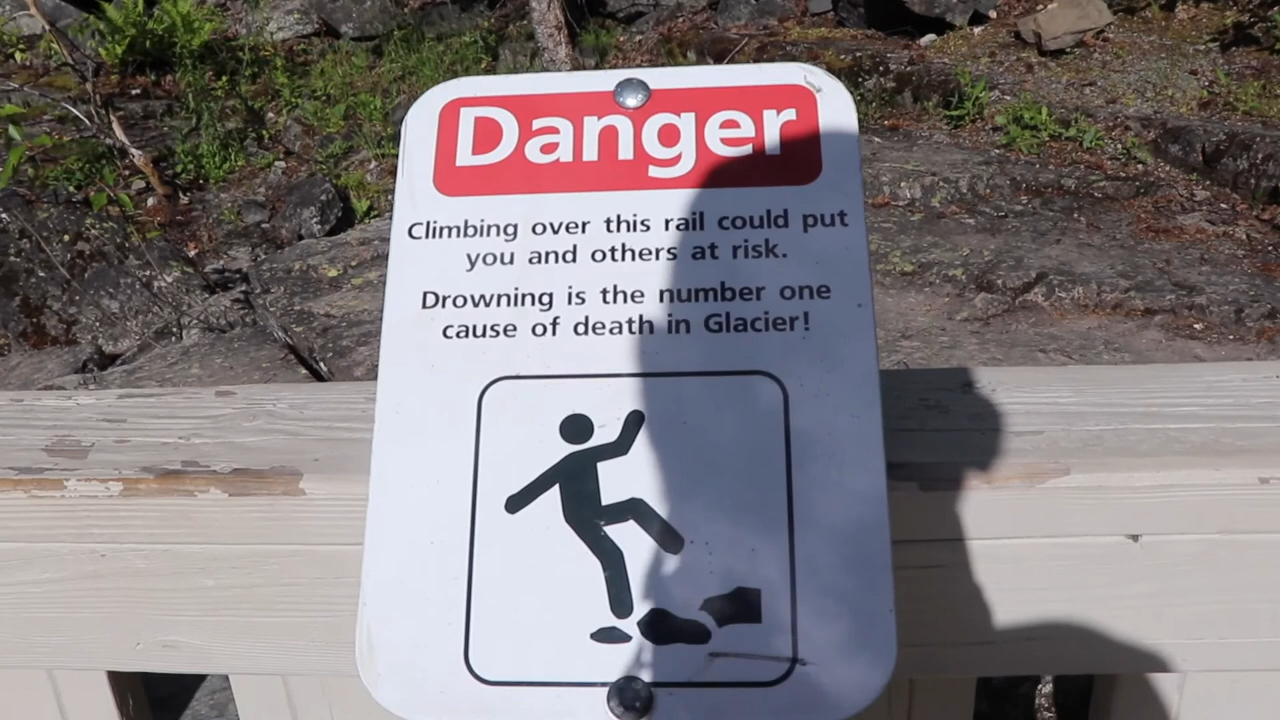 Danger
Climbing over this rail could put
you and others at risk.
Drowning is the number one
cause of death in Glacier!